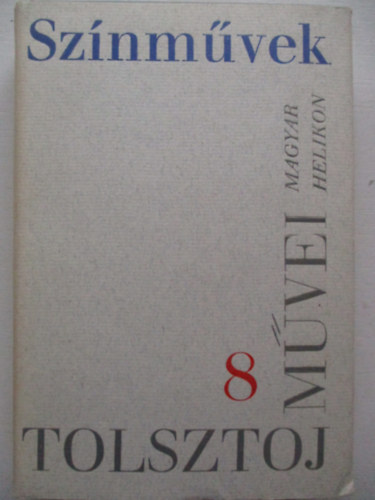 Színművek
MAGYAR
HELIKON
MŰVEI
8
TOLSZTOJ